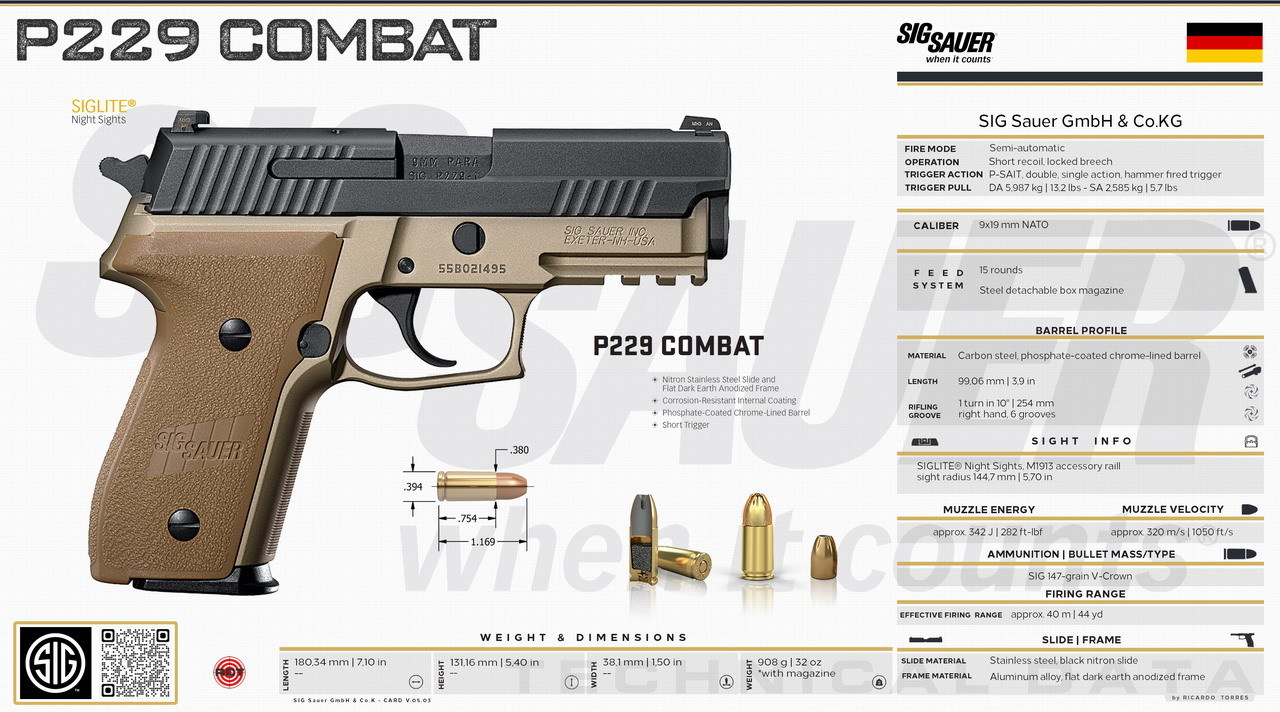 P229 COMBAT
SIG SAUER
when it counts
SIGLITE®
Night Sights
9MM PARA
SIG P229-1
SIG SAUER INC
EXETER-NH-USA
55B021495
SIG SAUER
P229 COMBAT
Nitron Stainless Steel Slide and
Flat Dark Earth Anodized Frame
Corrosion-Resistant Internal Coating
Phosphate-Coated Chrome-Lined Barrel
Short Trigger
.380
.394
.754
1.169
SIG Sauer GmbH & Co.KG
FIRE MODE Semi-automatic
OPERATION Short recoil, locked breech
TRIGGER ACTION P-SAIT, double, single action, hammer fired trigger
TRIGGER PULL DA 5,987 kg | 13,2 lbs - SA 2,585 kg | 5,7 lbs
CALIBER 9x19 mm NATO
FEED SYSTEM
15 rounds
Steel detachable box magazine
BARREL PROFILE
MATERIAL Carbon steel, phosphate-coated chrome-lined barrel
LENGTH 99,06 mm | 3,9 in
RIFLING GROOVE
1 turn in 10" | 254 mm
right hand, 6 grooves
SIGHT INFO
SIGLITE® Night Sights, M1913 accessory raill
sight radius 144,7 mm | 5,70 in
MUZZLE ENERGY MUZZLE VELOCITY
approx. 342 J | 282 ft-lbf approx. 320 m/s | 1050 ft/s
AMMUNITION | BULLET MASS/TYPE
SIG 147-grain V-Crown
FIRING RANGE
EFFECTIVE FIRING RANGE approx. 40 m | 44 yd
SLIDE | FRAME
SLIDE MATERIAL Stainless steel, black nitron slide
FRAME MATERIAL Aluminum alloy, flat dark earth anodized frame
by RICARDO TORRES
WEIGHT & DIMENSIONS
LENGTH 180,34 mm | 7,10 in
--
HEIGHT 131,16 mm | 5,40 in
--
WIDTH 38,1 mm | 1,50 in
--
WEIGHT 908 g | 32 oz
*with magazine
SIG Sauer GmbH & Co.K - CARD V.05.03
SIG
HOT
SIG SAUER®
when it counts®
TECHNICAL DATA